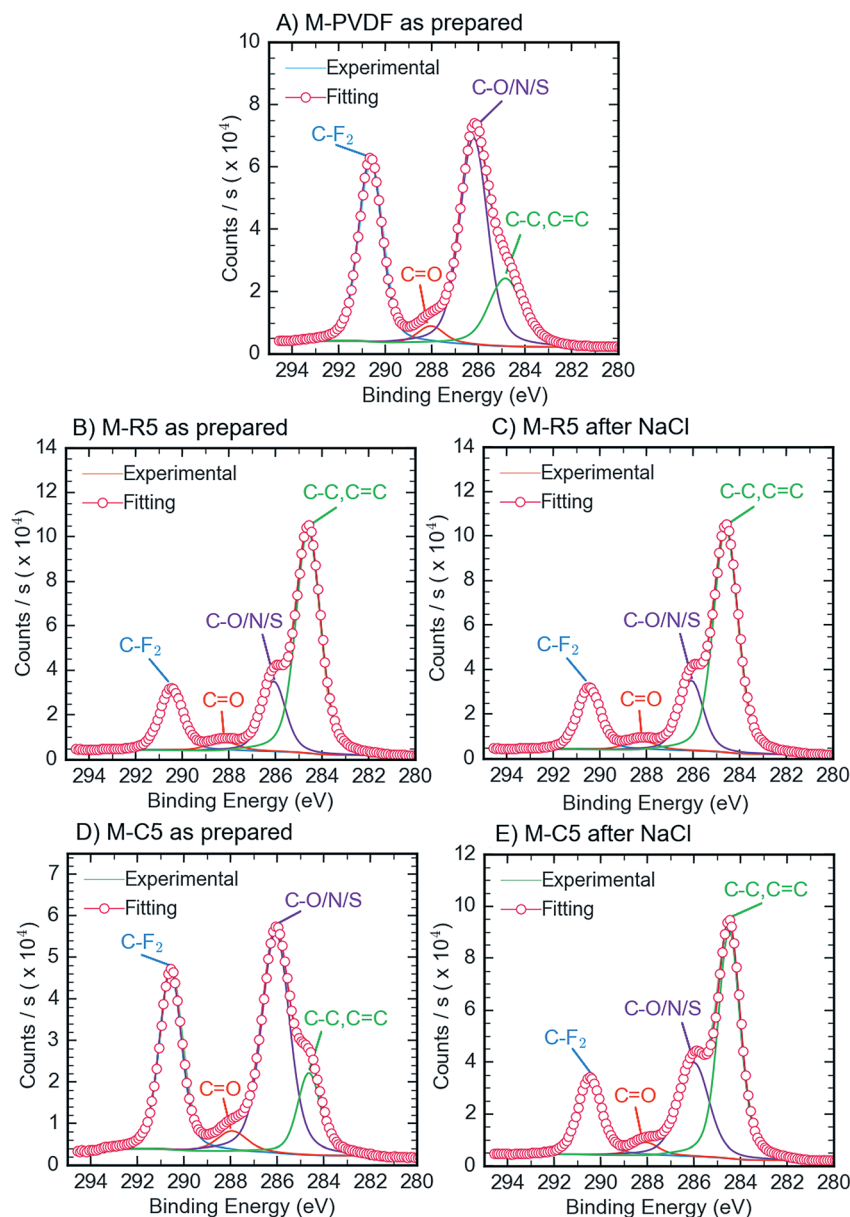 A) M-PVDF as prepared
10
8
6
4
2
0
Counts / s ( x 10⁴)
Experimental
Fitting
C-F₂
C=O
C-O/N/S
C-C,C=C
294 292 290 288 286 284 282 280
Binding Energy (eV)
B) M-R5 as prepared
14
12
10
8
6
4
2
0
Counts / s ( x 10⁴)
Experimental
Fitting
C-C,C=C
C-O/N/S
C-F₂
C=O
294 292 290 288 286 284 282 280
Binding Energy (eV)
C) M-R5 after NaCl
14
12
10
8
6
4
2
0
Counts / s ( x 10⁴)
Experimental
Fitting
C-C,C=C
C-O/N/S
C-F₂
C=O
294 292 290 288 286 284 282 280
Binding Energy (eV)
D) M-C5 as prepared
7
6
5
4
3
2
1
0
Counts / s ( x 10⁴)
Experimental
Fitting
C-O/N/S
C-F₂
C-C,C=C
C=O
294 292 290 288 286 284 282 280
Binding Energy (eV)
E) M-C5 after NaCl
12
10
8
6
4
2
0
Counts / s ( x 10⁴)
Experimental
Fitting
C-C,C=C
C-O/N/S
C-F₂
C=O
294 292 290 288 286 284 282 280
Binding Energy (eV)